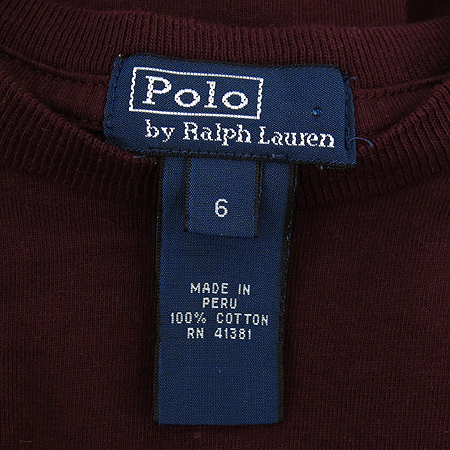 Polo
by Ralph Lauren
6
MADE IN
PERU
100% COTTON
RN 41381